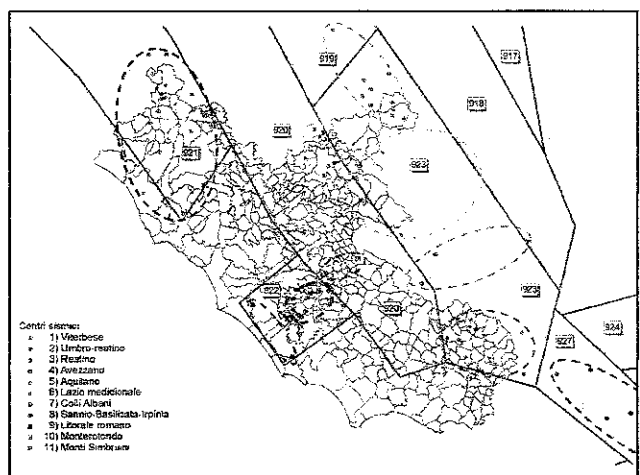 917
919
918
920
923
921
922
920
923
924
927
Centri sismici
1) Viterbese
2) Umbro-reatino
3) Reatino
4) Avezzano
5) Aquilano
6) Lazio meridionale
7) Colli Albani
8) Sannio-Basilicata-Irpinia
9) Litorale romano
10) Monterotondo
11) Monti Simbruini